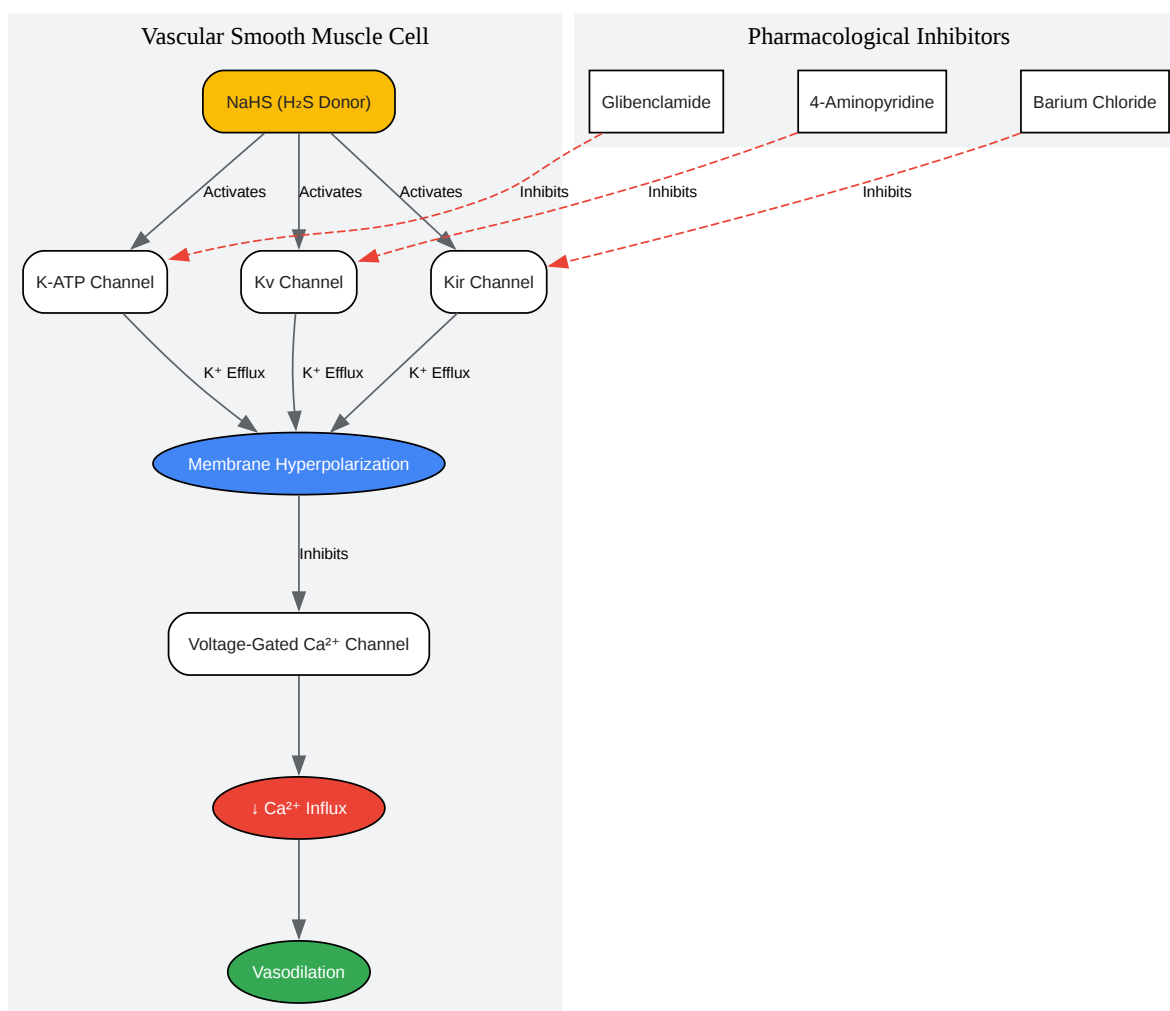 Vascular Smooth Muscle Cell
Pharmacological Inhibitors
NaHS (H₂S Donor)
Glibenclamide
4-Aminopyridine
Barium Chloride
Activates
Activates
Activates
Inhibits
Inhibits
Inhibits
K-ATP Channel
Kv Channel
Kir Channel
K⁺ Efflux
K⁺ Efflux
K⁺ Efflux
Membrane Hyperpolarization
Inhibits
Voltage-Gated Ca²⁺ Channel
↓ Ca²⁺ Influx
Vasodilation